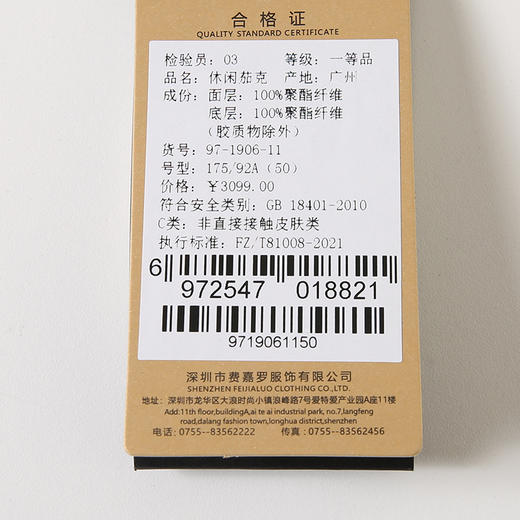 合格证
QUALITY STANDARD CERTIFICATE
检验员：03 等级：一等品
品名：休闲茄克 产地：广州
成份：面层：100%聚酯纤维
底层：100%聚酯纤维
（胶质物除外）
货号：97-1906-11
号型：175/92A（50）
价格：￥3099.00
符合安全类别：GB 18401-2010
C类：非直接接触皮肤类
执行标准：FZ/T81008-2021
6 972547 018821
9719061150
深圳市费嘉罗服饰有限公司
SHENZHEN FEIJIALUO CLOTHING CO.,LTD
地址：深圳市龙华区大浪时尚小镇浪峰路7号爱特爱产业园A座11楼
Add:11th floor,buildingA,ai te ai industrial park, no.7,langfeng
road,dalang fashion town,longhua district,shenzhen
电话：0755--83562222 传真：0755--83562456